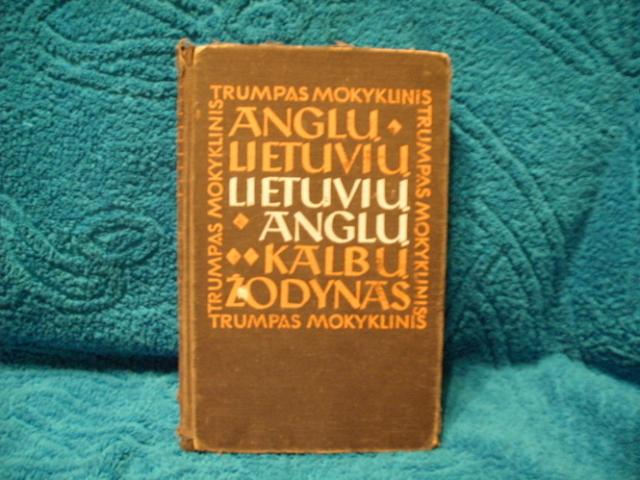 TRUMPAS MOKYKLINIS
TRUMPAS MOKYKLINIS
TRUMPAS MOKYKLINIS
ANGLŲ
LIETUVIŲ
LIETUVIŲ
ANGLŲ
KALBŲ
ŽODYNAS
TRUMPAS MOKYKLINIS